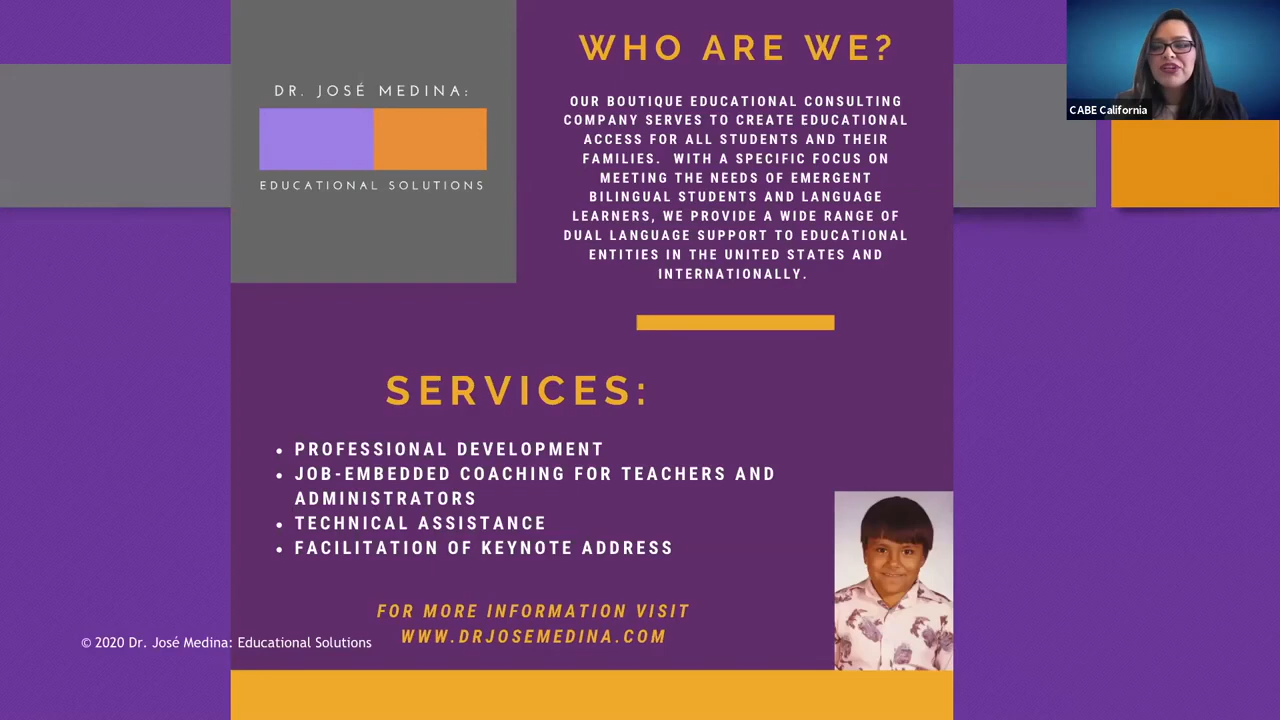 DR. JOSÉ MEDINA:
EDUCATIONAL SOLUTIONS
WHO ARE WE?
OUR BOUTIQUE EDUCATIONAL CONSULTING
COMPANY SERVES TO CREATE EDUCATIONAL
ACCESS FOR ALL STUDENTS AND THEIR
FAMILIES. WITH A SPECIFIC FOCUS ON
MEETING THE NEEDS OF EMERGENT
BILINGUAL STUDENTS AND LANGUAGE
LEARNERS, WE PROVIDE A WIDE RANGE OF
DUAL LANGUAGE SUPPORT TO EDUCATIONAL
ENTITIES IN THE UNITED STATES AND
INTERNATIONALLY.
CABE California
SERVICES:
• PROFESSIONAL DEVELOPMENT
• JOB-EMBEDDED COACHING FOR TEACHERS AND
ADMINISTRATORS
• TECHNICAL ASSISTANCE
• FACILITATION OF KEYNOTE ADDRESS
FOR MORE INFORMATION VISIT
WWW.DRJOSEMEDINA.COM
© 2020 Dr. José Medina: Educational Solutions